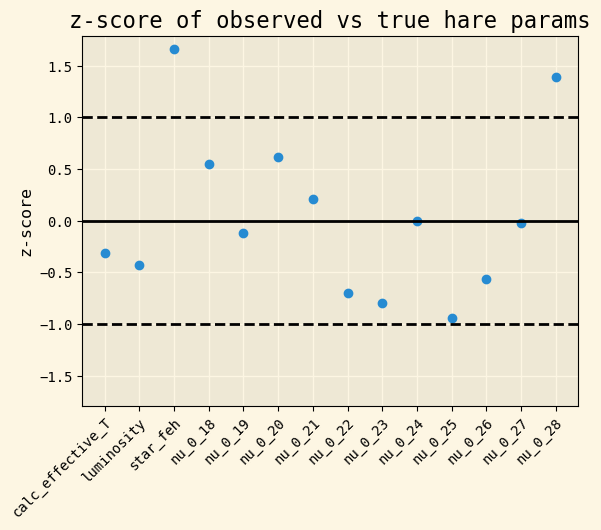 z-score of observed vs true hare params
z-score
1.5
1.0
0.5
0.0
−0.5
−1.0
−1.5
calc_effective_T
luminosity
star_feh
nu_0_18
nu_0_19
nu_0_20
nu_0_21
nu_0_22
nu_0_23
nu_0_24
nu_0_25
nu_0_26
nu_0_27
nu_0_28